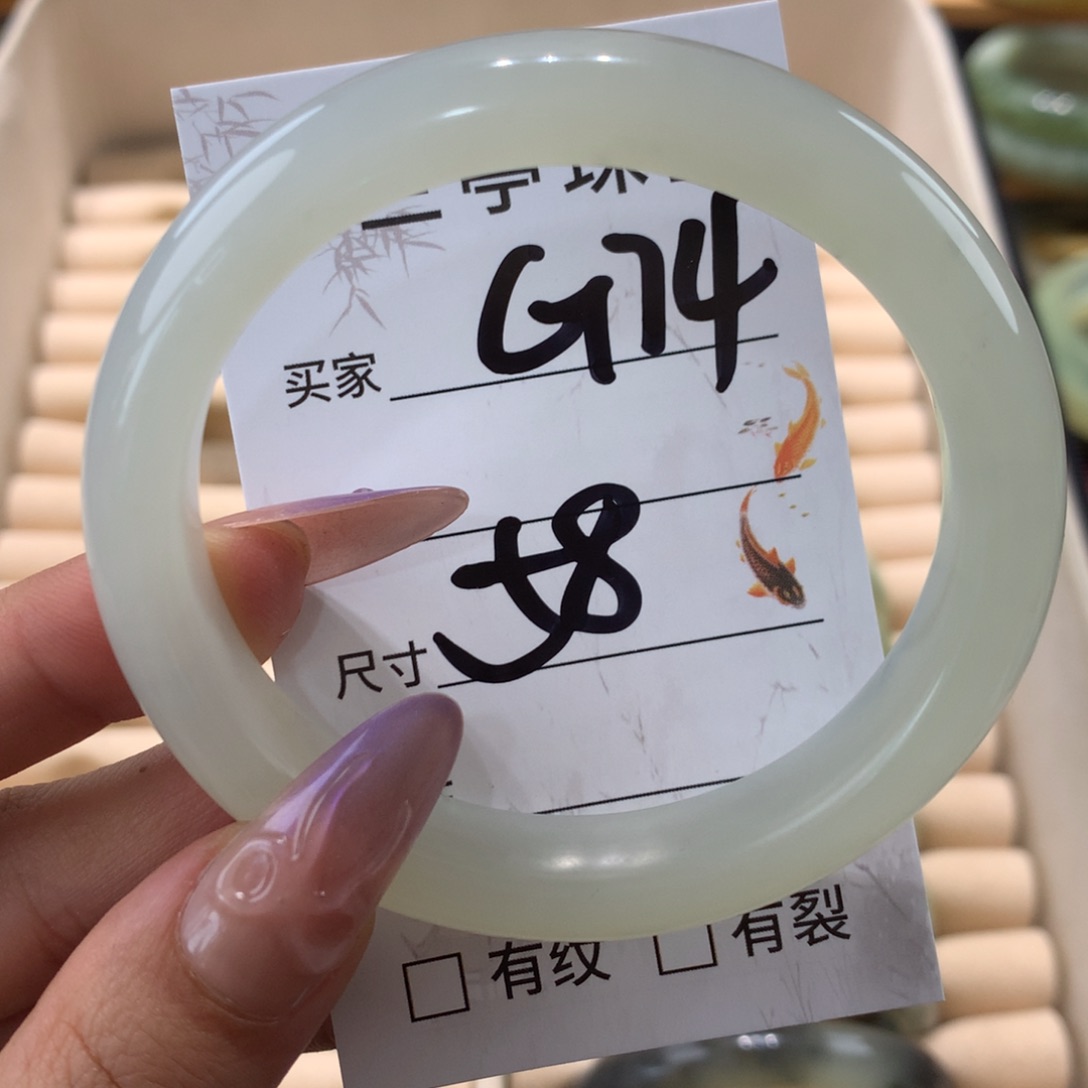 买家 G74
尺寸 58
有纹 有裂